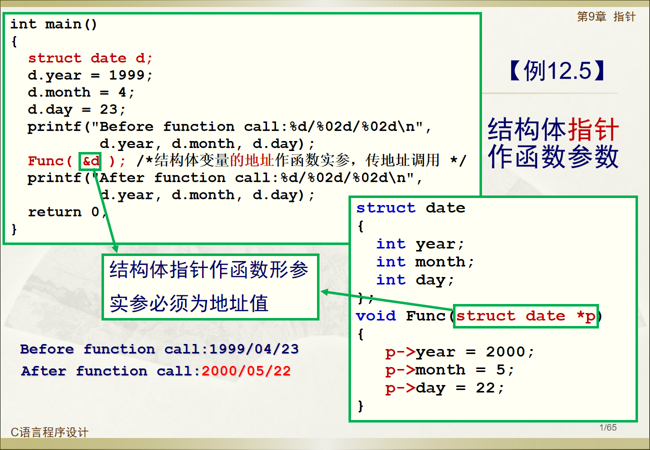 第9章 指针
int main()
{
struct date d;
d.year = 1999;
d.month = 4;
d.day = 23;
printf("Before function call:%d/%02d/%02d\n",
d.year, d.month, d.day);
Func( &d ); /*结构体变量的地址作函数实参，传地址调用 */
printf("After function call:%d/%02d/%02d\n",
d.year, d.month, d.day);
return 0;
}
【例12.5】
结构体指针
作函数参数
struct date
{
int year;
int month;
int day;
};
void Func(struct date *p)
{
p->year = 2000;
p->month = 5;
p->day = 22;
}
结构体指针作函数形参
实参必须为地址值
Before function call:1999/04/23
After function call:2000/05/22
C语言程序设计
1/65